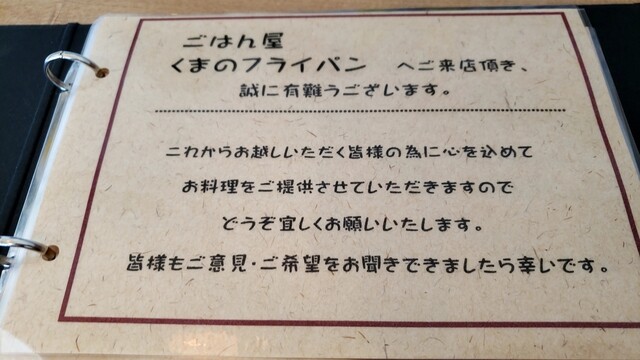 ごはん屋
くまのフライパン へご来店頂き、
誠に有難うございます。
これからお越しいただく皆様の為に心を込めて
お料理をご提供させていただきますので
どうぞ宜しくお願いいたします。
皆様もご意見・ご希望をお聞きできましたら幸いです。